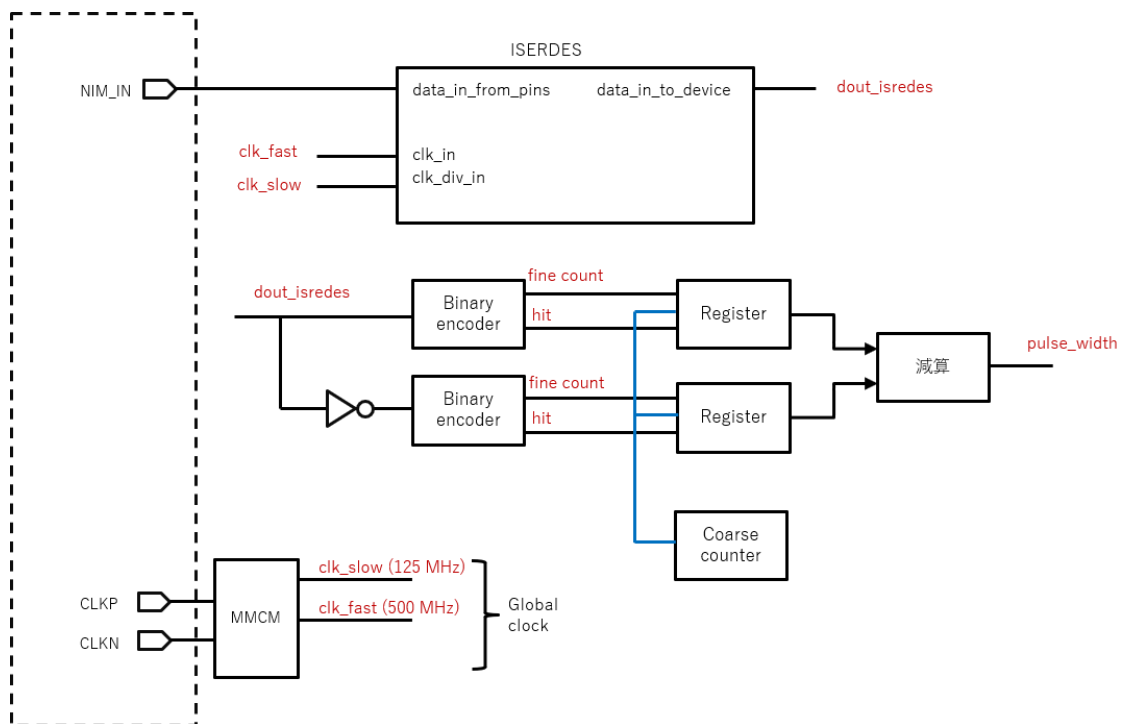 ISERDES
NIM_IN
data_in_from_pins
data_in_to_device
dout_isredes
clk_fast
clk_in
clk_slow
clk_div_in
fine count
dout_isredes
Binary
encoder
hit
Register
pulse_width
減算
fine count
Binary
encoder
hit
Register
Coarse
counter
clk_slow (125 MHz)
CLKP
clk_fast (500 MHz)
Global
clock
MMCM
CLKN